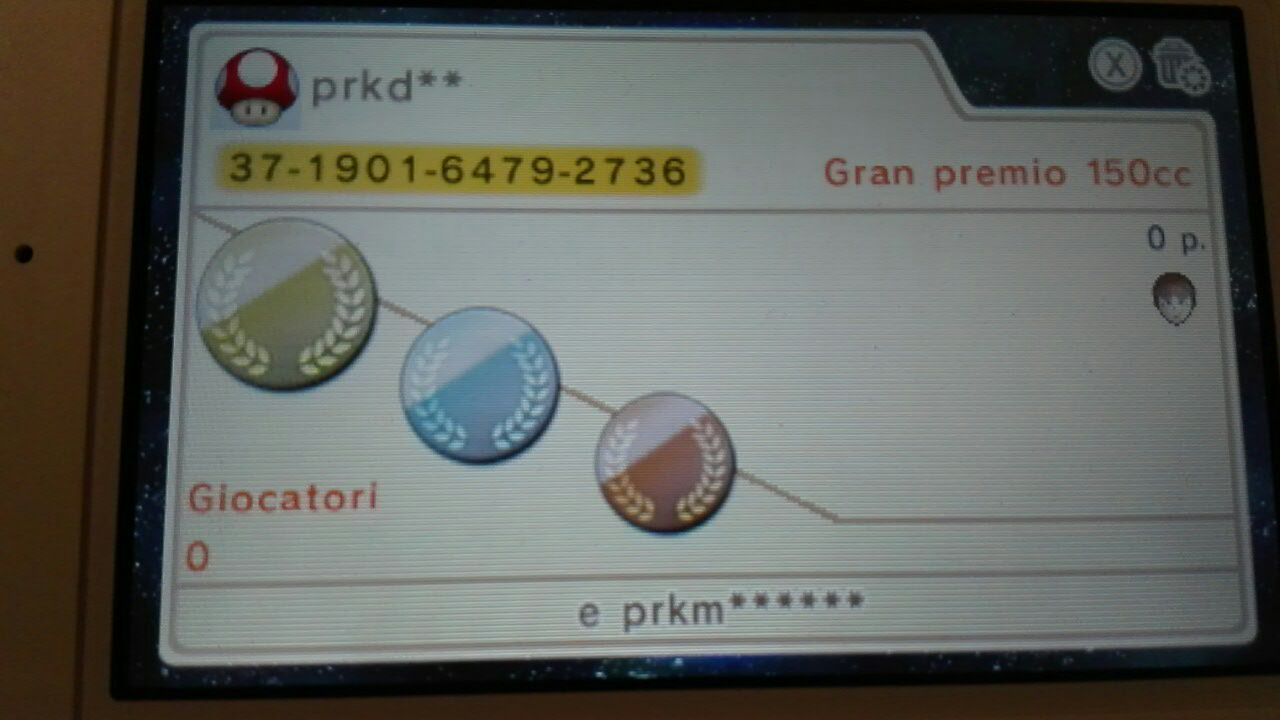 prkd**
X
37-1901-6479-2736
Gran premio 150cc
0 p.
Giocatori
0
e prkm******